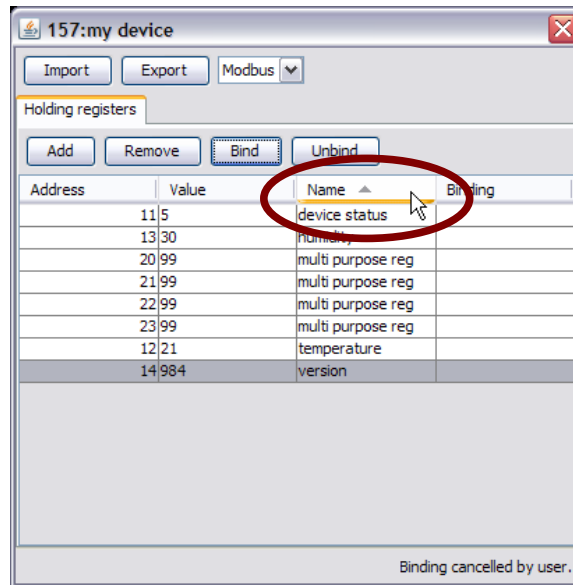 157:my device
Import Export Modbus
Holding registers
Add Remove Bind Unbind
Address Value Name Binding
11 5 device status
13 30 humidity
20 99 multi purpose reg
21 99 multi purpose reg
22 99 multi purpose reg
23 99 multi purpose reg
12 21 temperature
14 984 version
Binding cancelled by user.